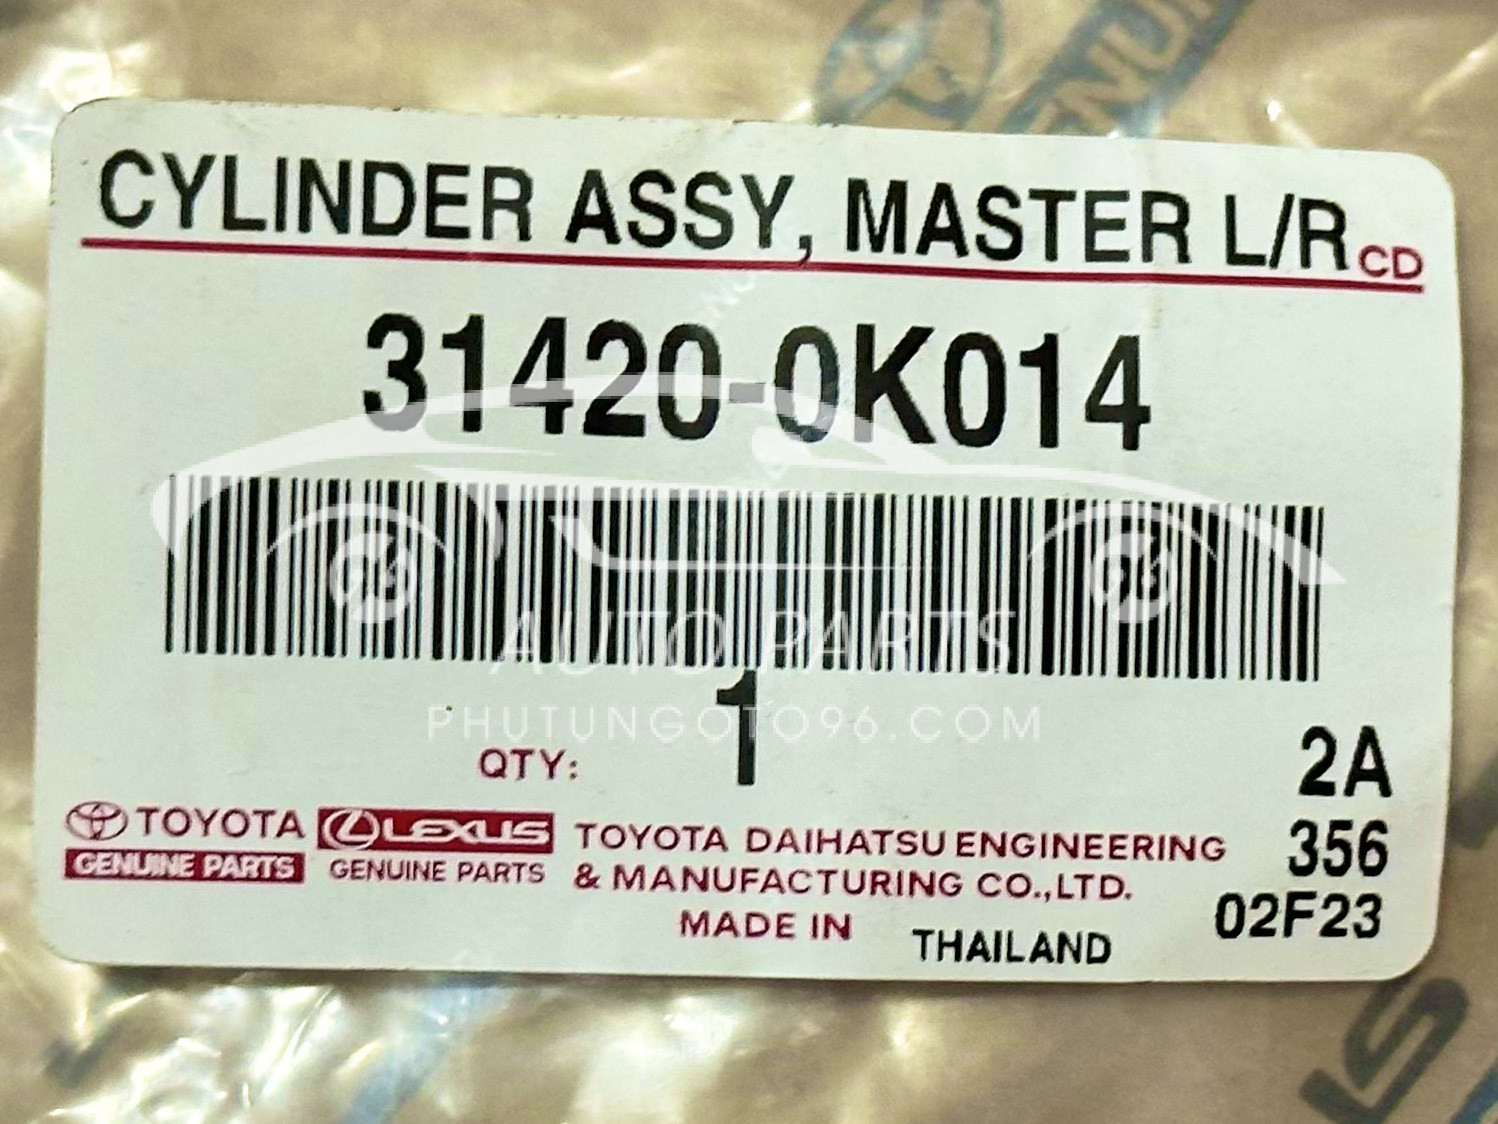 CYLINDER ASSY, MASTER L/R CD
31420-0K014
AUTO PARTS
1
PHUTUNGOTO96.COM
QTY:
2A
TOYOTA
GENUINE PARTS
LEXUS
GENUINE PARTS
TOYOTA DAIHATSU ENGINEERING
& MANUFACTURING CO.,LTD.
MADE IN THAILAND
356
02F23